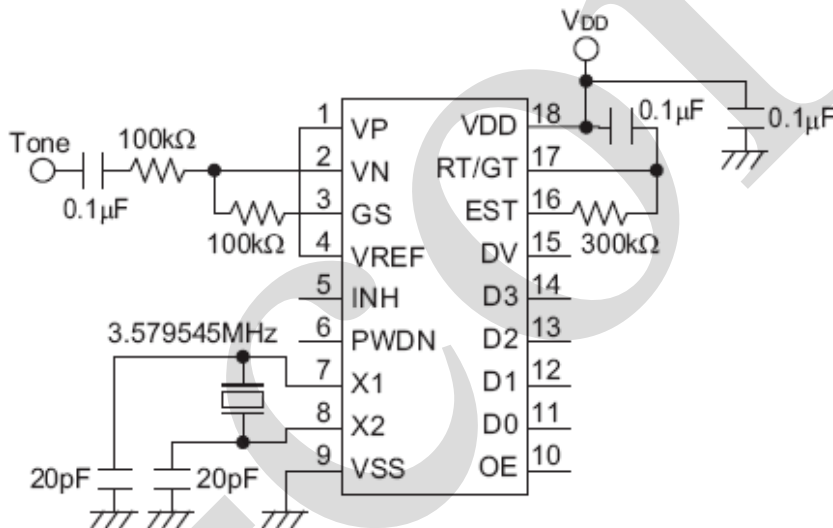 VDD
Tone
0.1μF
100kΩ
100kΩ
3.579545MHz
20pF
20pF
1 VP
2 VN
3 GS
4 VREF
5 INH
6 PWDN
7 X1
8 X2
9 VSS
VDD 18
RT/GT 17
EST 16
DV 15
D3 14
D2 13
D1 12
D0 11
OE 10
0.1μF
0.1μF
300kΩ